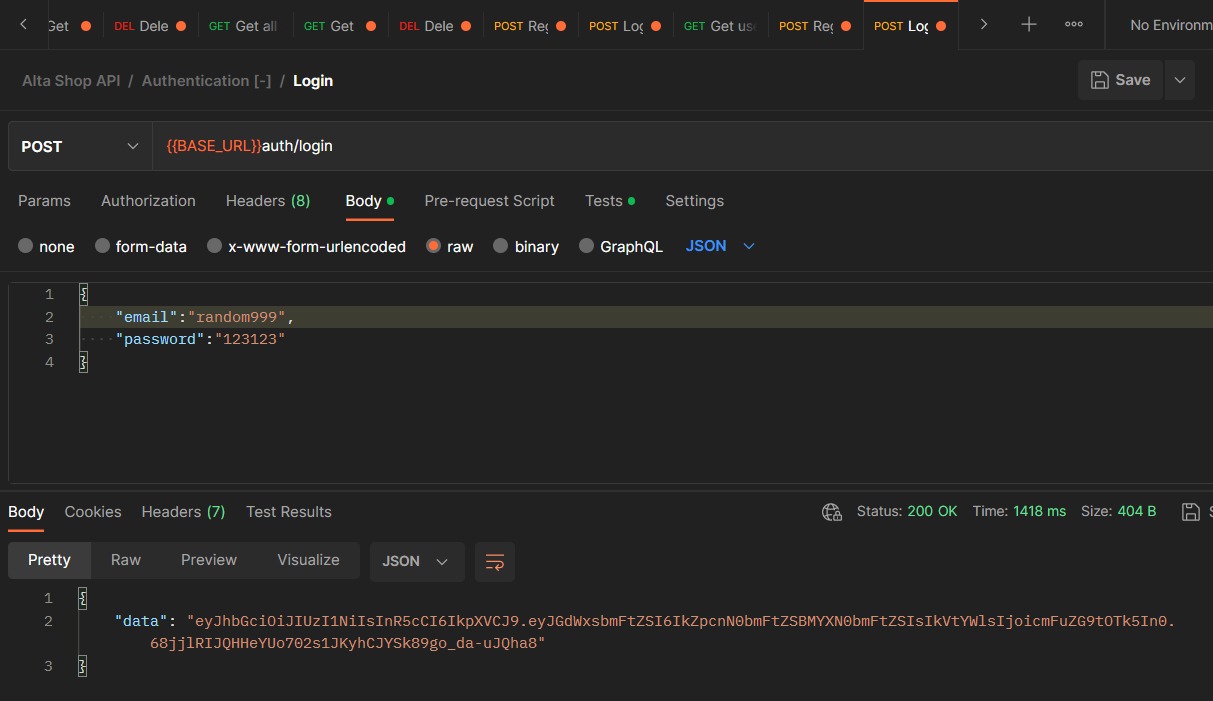 Get DEL Dele GET Get all GET Get DEL Dele POST Reg POST Log GET Get use POST Reg POST Log No Environm
Alta Shop API / Authentication [-] / Login Save
POST {{BASE_URL}}auth/login
Params Authorization Headers (8) Body Pre-request Script Tests Settings
none form-data x-www-form-urlencoded raw binary GraphQL JSON
1 {
2 "email":"random999",
3 "password":"123123"
4 }
Body Cookies Headers (7) Test Results Status: 200 OK Time: 1418 ms Size: 404 B S
Pretty Raw Preview Visualize JSON
1 {
2 "data": "eyJhbGciOiJIUzI1NiIsInR5cCI6IkpXVCJ9.eyJGdWxsbmFtZSI6IkZpcnN0bmFtZSBMYXN0bmFtZSIsIkVtYWlsIjoicmFuZG9tOTk5In0.
68jjlRIJQHHeYUo702s1JKyhCJYSk89go_da-uJQha8"
3 }